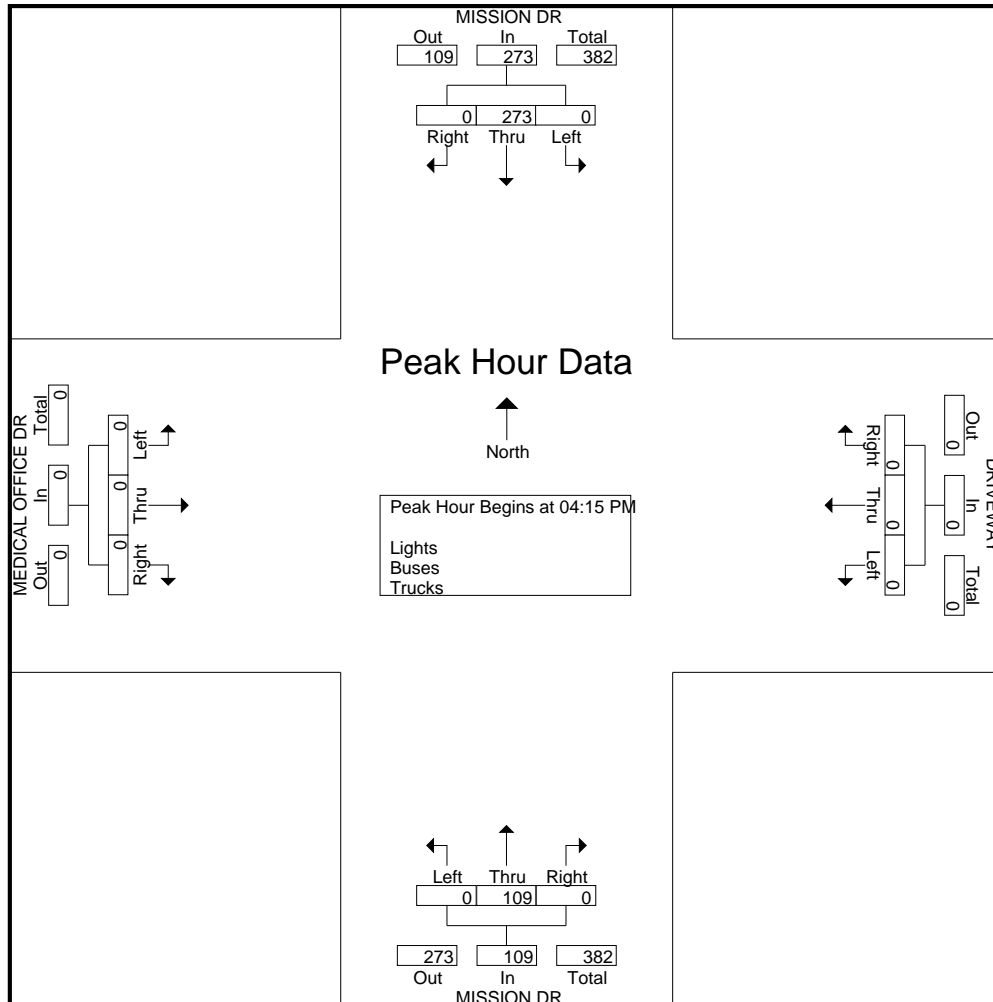 MISSION DR
Out In Total
109 273 382
0 273 0
Right Thru Left
Peak Hour Data
North
Peak Hour Begins at 04:15 PM
Lights
Buses
Trucks
MEDICAL OFFICE DR
Out In Total
0 0 0
0 0 0
Right Thru Left
DRIVEWAY
Out In Total
0 0 0
0 0 0
Right Thru Left
Left Thru Right
0 109 0
273 109 382
Out In Total
MISSION DR